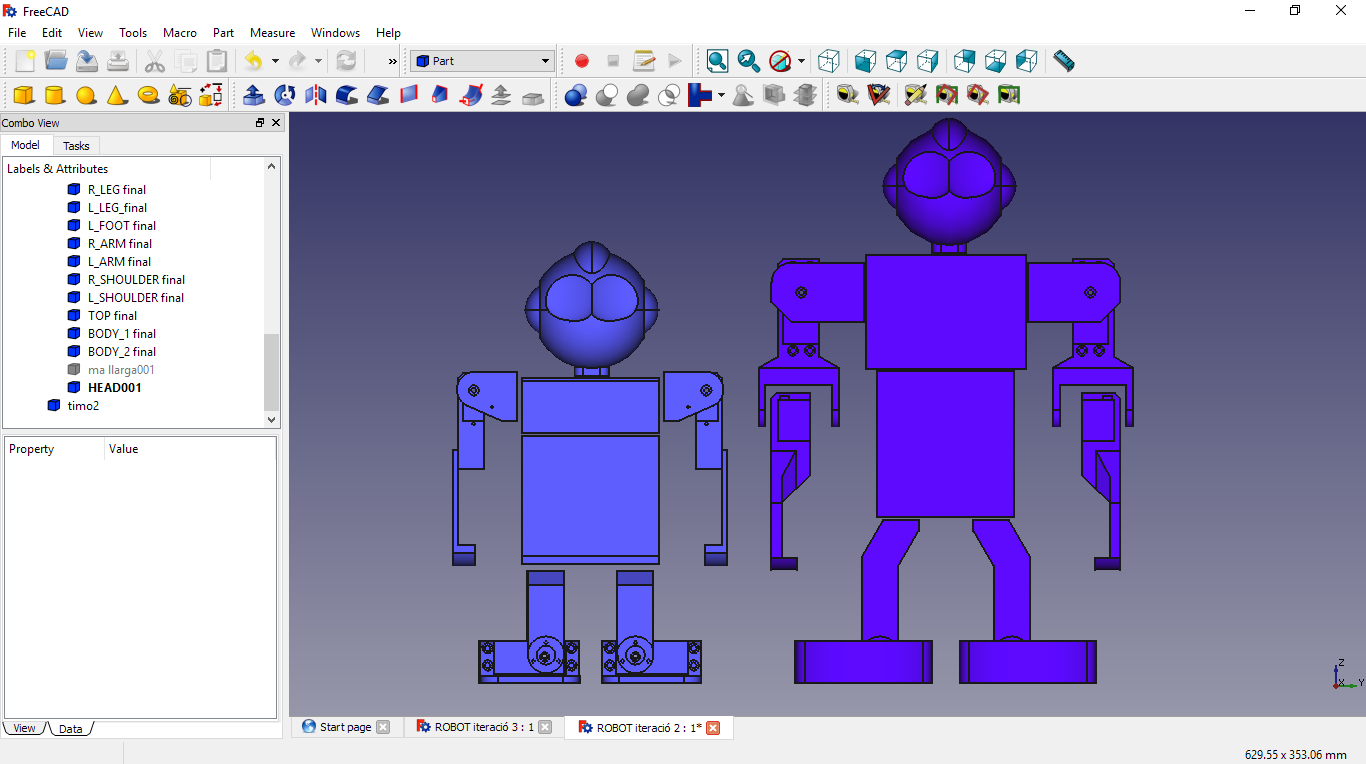 FreeCAD
File Edit View Tools Macro Part Measure Windows Help
» Part
Combo View
Model Tasks
Labels & Attributes
R_LEG final
L_LEG_final
L_FOOT final
R_ARM final
L_ARM final
R_SHOULDER final
L_SHOULDER final
TOP final
BODY_1 final
BODY_2 final
ma llarga001
HEAD001
timo2
Property Value
View Data
Z
X Y
Start page ROBOT iteració 3 : 1 ROBOT iteració 2 : 1*
629.55 x 353.06 mm